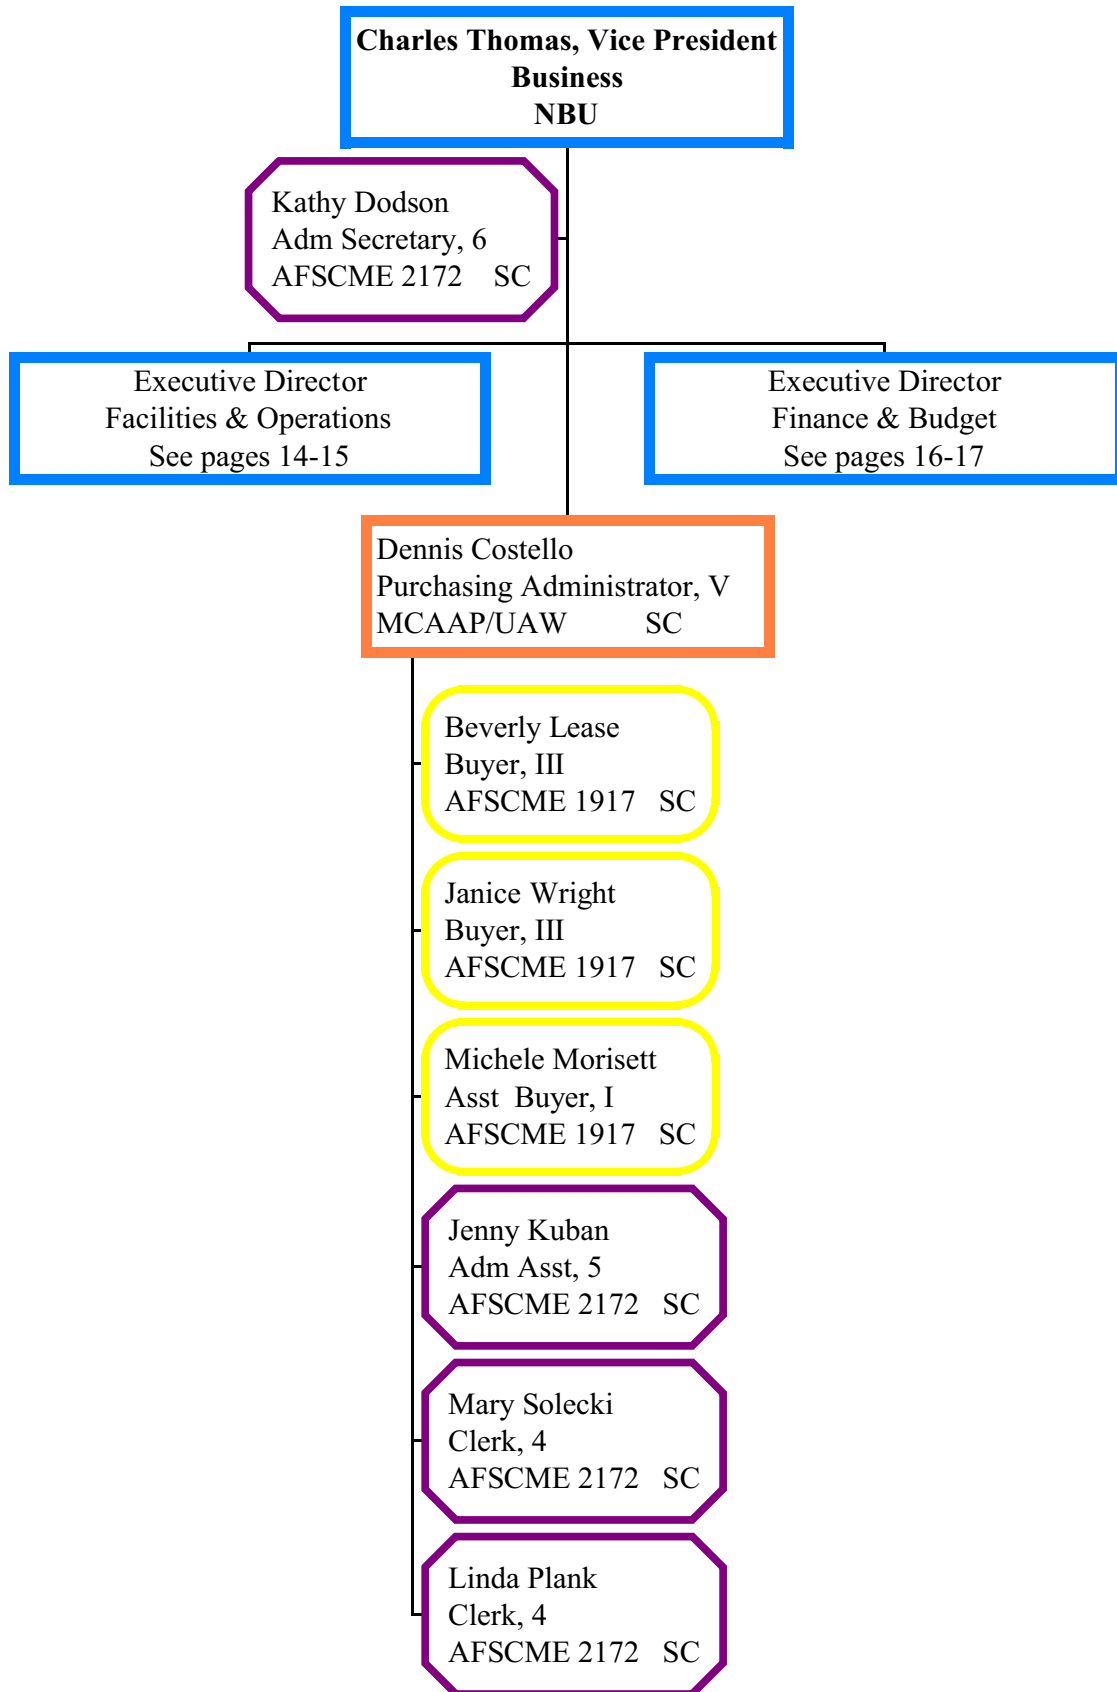 Charles Thomas, Vice President
Business
NBU
Kathy Dodson
Adm Secretary, 6
AFSCME 2172 SC
Executive Director
Facilities & Operations
See pages 14-15
Executive Director
Finance & Budget
See pages 16-17
Dennis Costello
Purchasing Administrator, V
MCAAP/UAW SC
Beverly Lease
Buyer, III
AFSCME 1917 SC
Janice Wright
Buyer, III
AFSCME 1917 SC
Michele Morisett
Asst Buyer, I
AFSCME 1917 SC
Jenny Kuban
Adm Asst, 5
AFSCME 2172 SC
Mary Solecki
Clerk, 4
AFSCME 2172 SC
Linda Plank
Clerk, 4
AFSCME 2172 SC